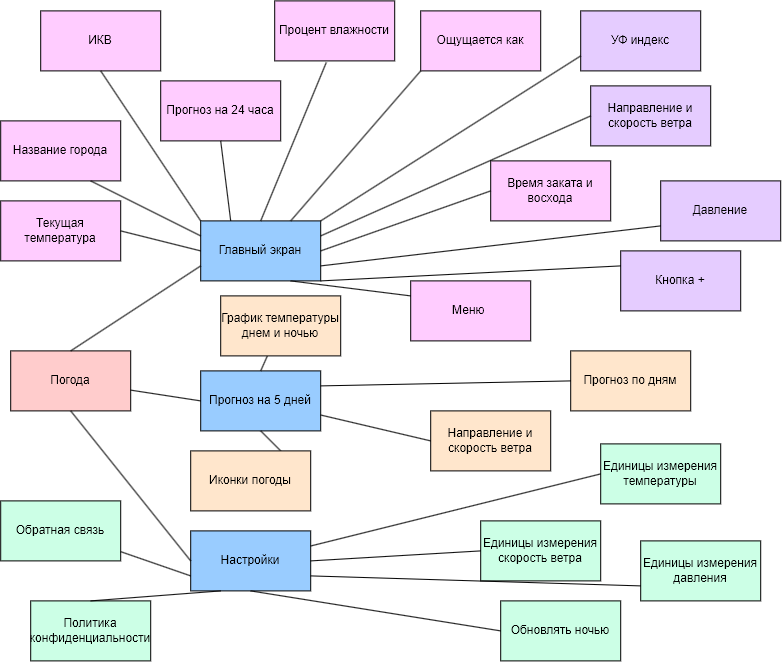 ИКВ
Процент влажности
Ощущается как
УФ индекс
Прогноз на 24 часа
Направление и
скорость ветра
Название города
Время заката и
восхода
Текущая
температура
Давление
Главный экран
Кнопка +
Меню
График температуры
днем и ночью
Погода
Прогноз на 5 дней
Прогноз по дням
Направление и
скорость ветра
Иконки погоды
Единицы измерения
температуры
Обратная связь
Настройки
Единицы измерения
скорость ветра
Единицы измерения
давления
Политика
конфиденциальности
Обновлять ночью